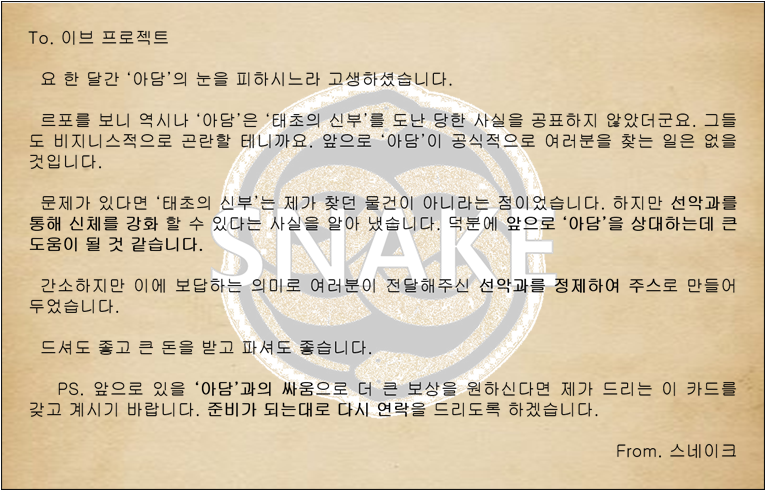 To. 이브 프로젝트
요 한 달간 '아담'의 눈을 피하시느라 고생하셨습니다.
르포를 보니 역시나 '아담'은 '태초의 신부'를 도난 당한 사실을 공표하지 않았더군요. 그들
도 비지니스적으로 곤란할 테니까요. 앞으로 '아담'이 공식적으로 여러분을 찾는 일은 없을
것입니다.
문제가 있다면 '태초의 신부'는 제가 찾던 물건이 아니라는 점이었습니다. 하지만 선악과를
통해 신체를 강화 할 수 있다는 사실을 알아 냈습니다. 덕분에 앞으로 '아담'을 상대하는데 큰
도움이 될 것 같습니다.
SNAKE
간소하지만 이에 보답하는 의미로 여러분이 전달해주신 선악과를 정제하여 주스로 만들어
두었습니다.
드셔도 좋고 큰 돈을 받고 파셔도 좋습니다.
PS. 앞으로 있을 '아담'과의 싸움으로 더 큰 보상을 원하신다면 제가 드리는 이 카드를
갖고 계시기 바랍니다. 준비가 되는대로 다시 연락을 드리도록 하겠습니다.
From. 스네이크